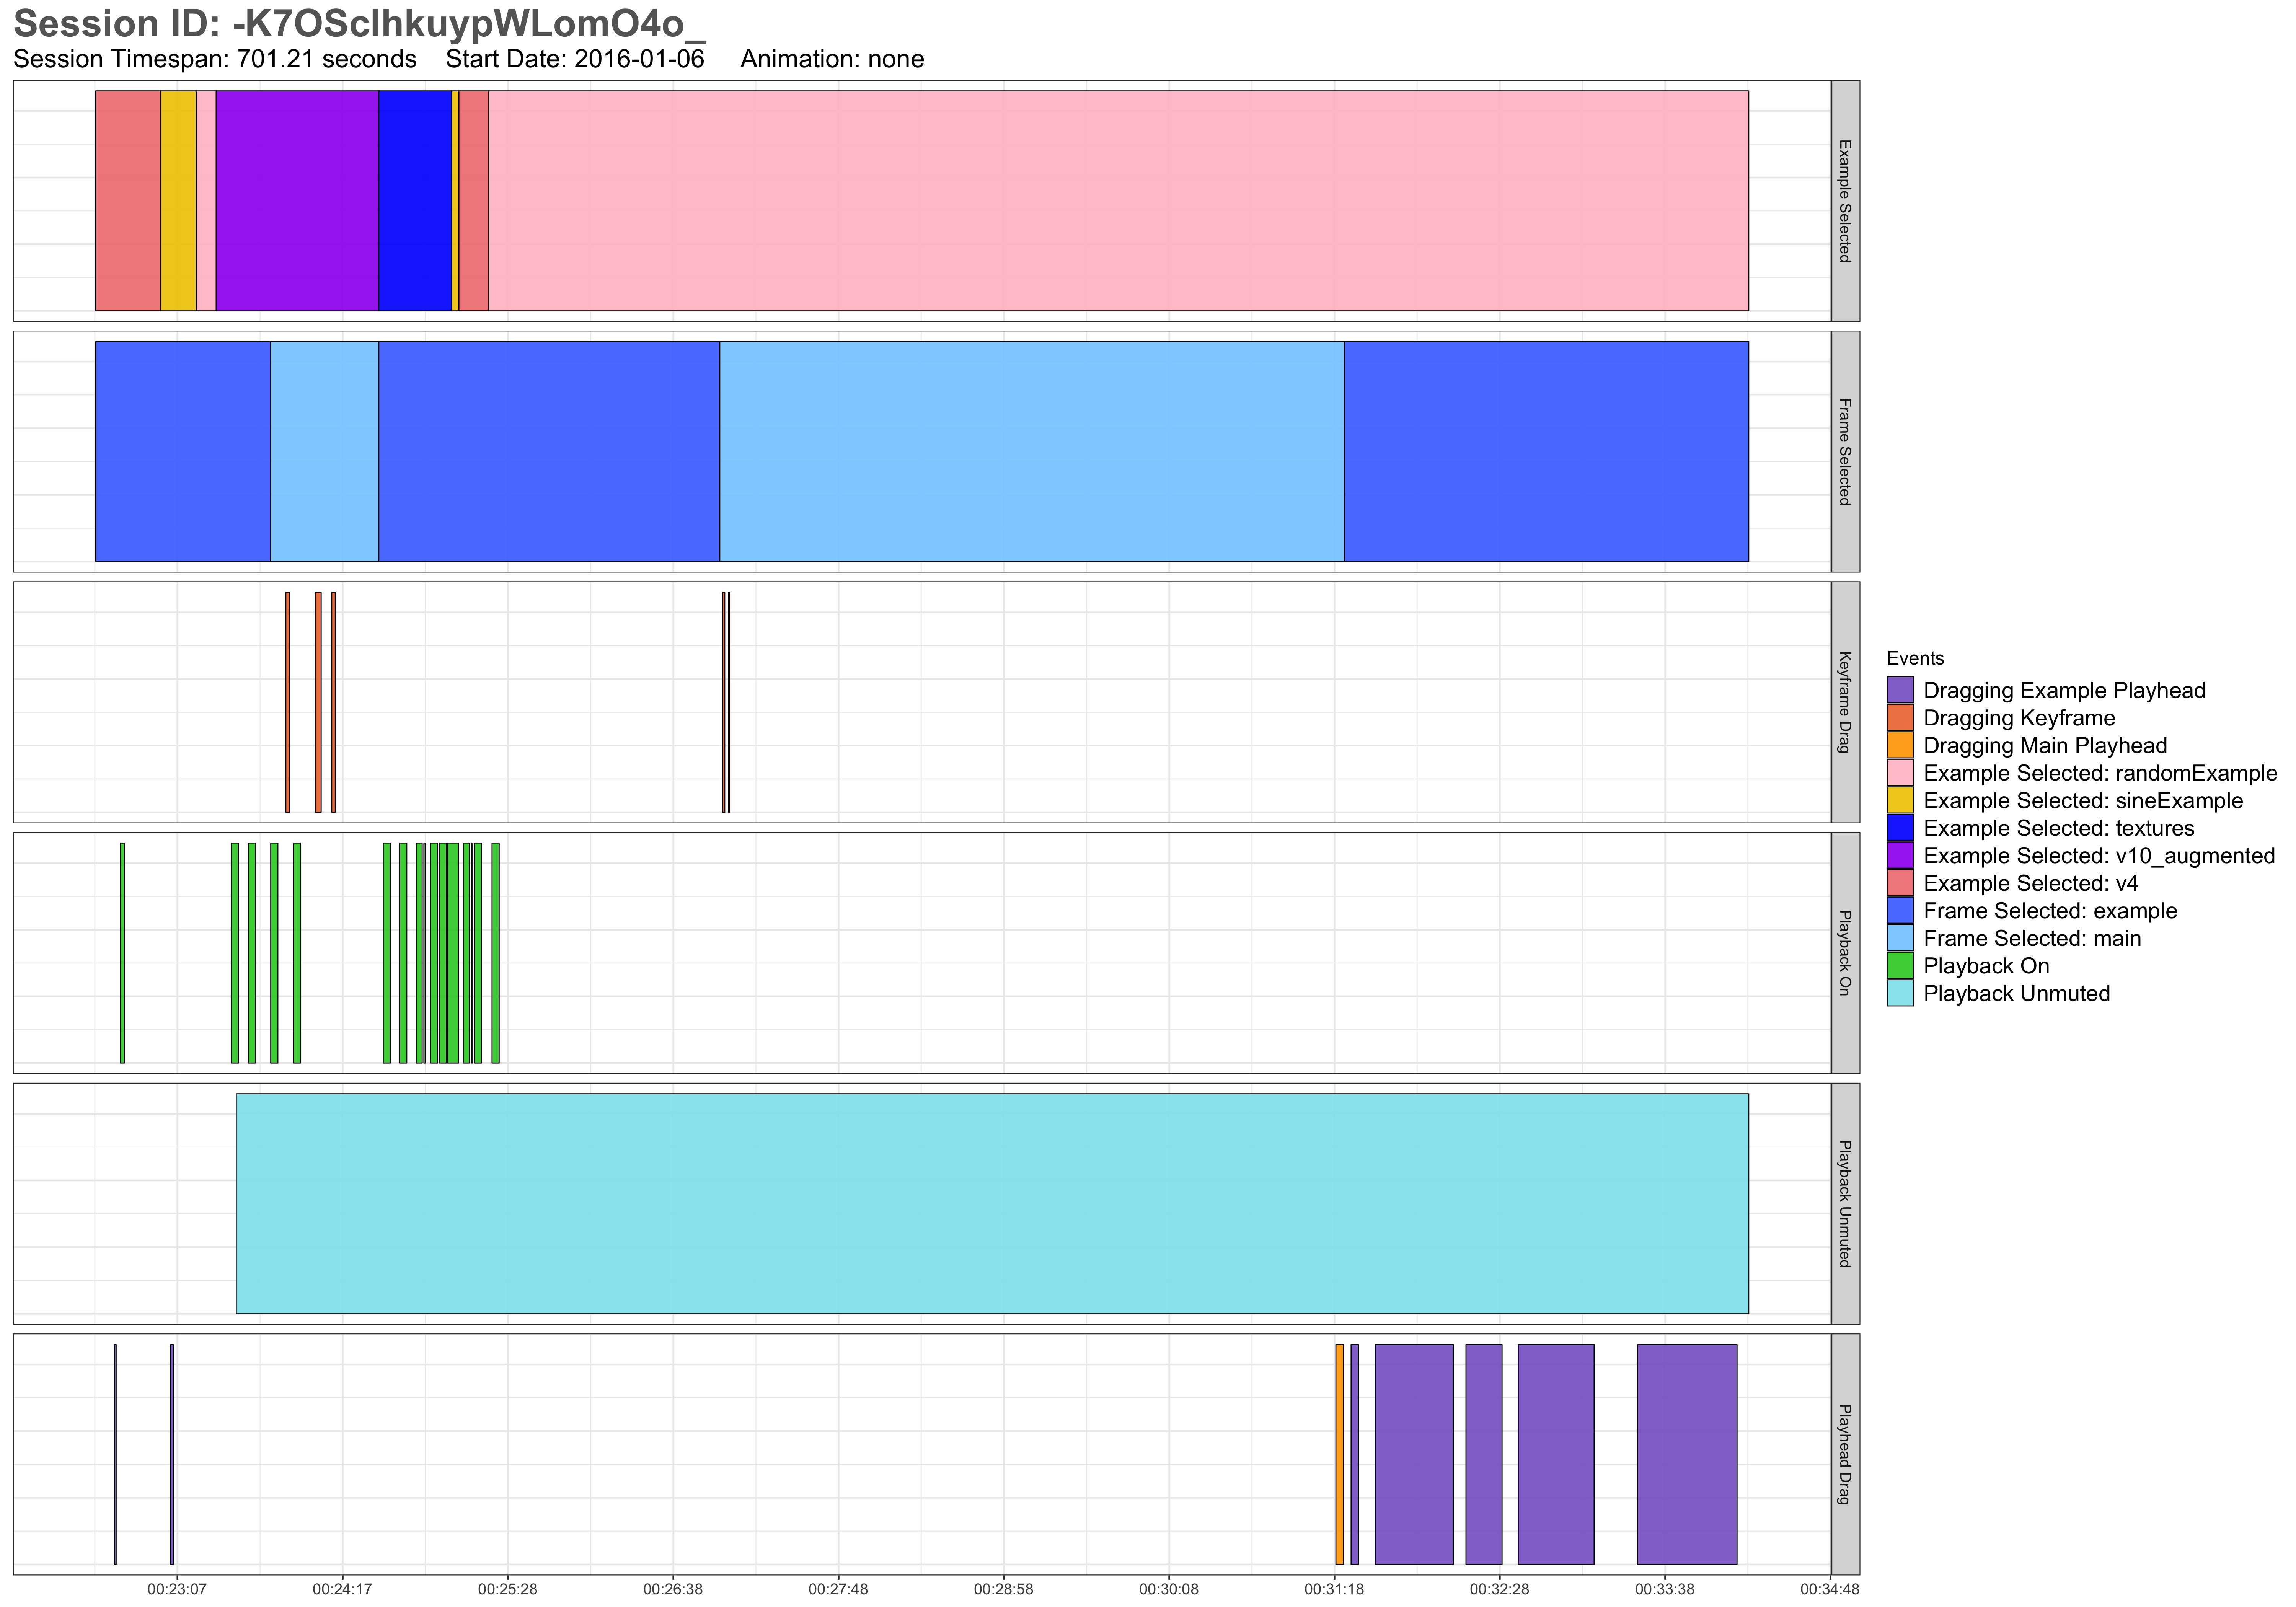 Session ID: -K7OSclhkuypWLomO4o_
Session Timespan: 701.21 seconds    Start Date: 2016-01-06     Animation: none
Example Selected
Frame Selected
Keyframe Drag
Playback On
Playback Unmuted
Playhead Drag
00:23:07 00:24:17 00:25:28 00:26:38 00:27:48 00:28:58 00:30:08 00:31:18 00:32:28 00:33:38 00:34:48
Events
Dragging Example Playhead
Dragging Keyframe
Dragging Main Playhead
Example Selected: randomExample
Example Selected: sineExample
Example Selected: textures
Example Selected: v10_augmented
Example Selected: v4
Frame Selected: example
Frame Selected: main
Playback On
Playback Unmuted